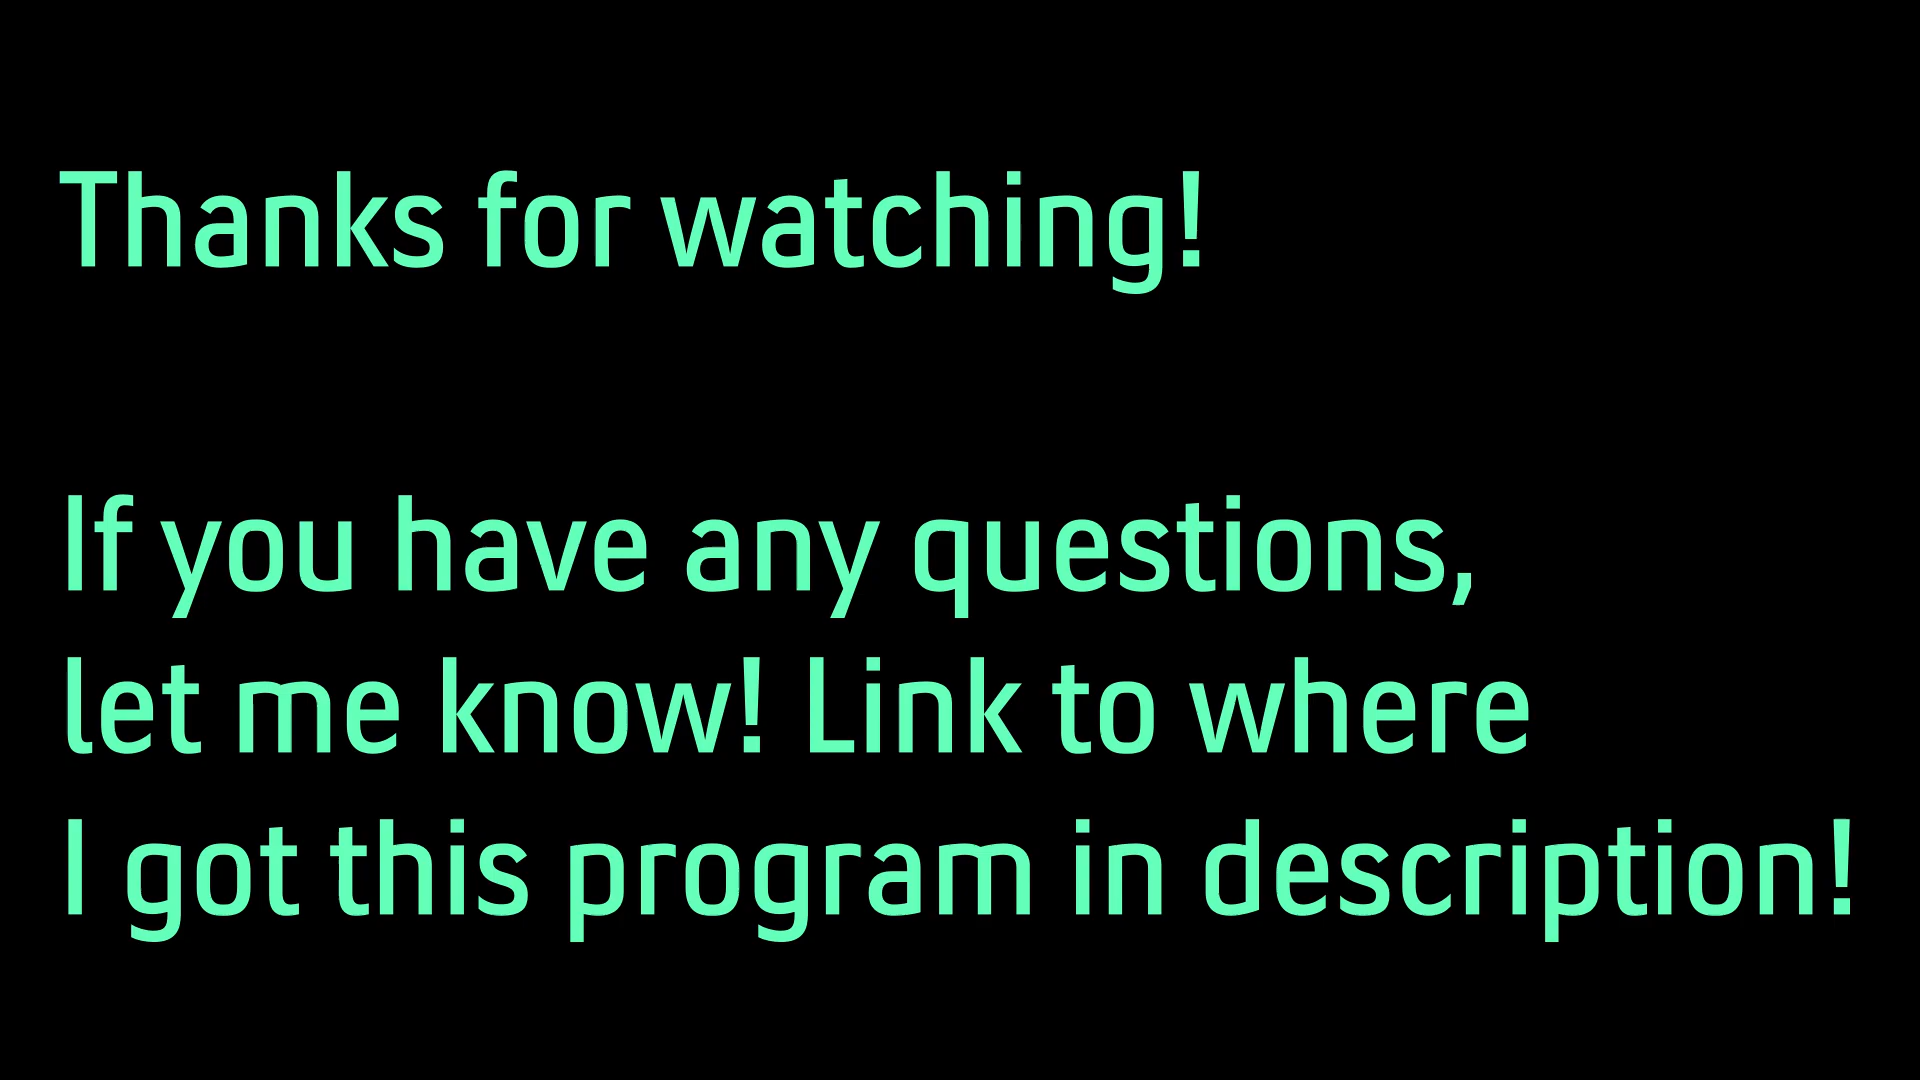 Thanks for watching!
If you have any questions,
let me know! Link to where
I got this program in description!